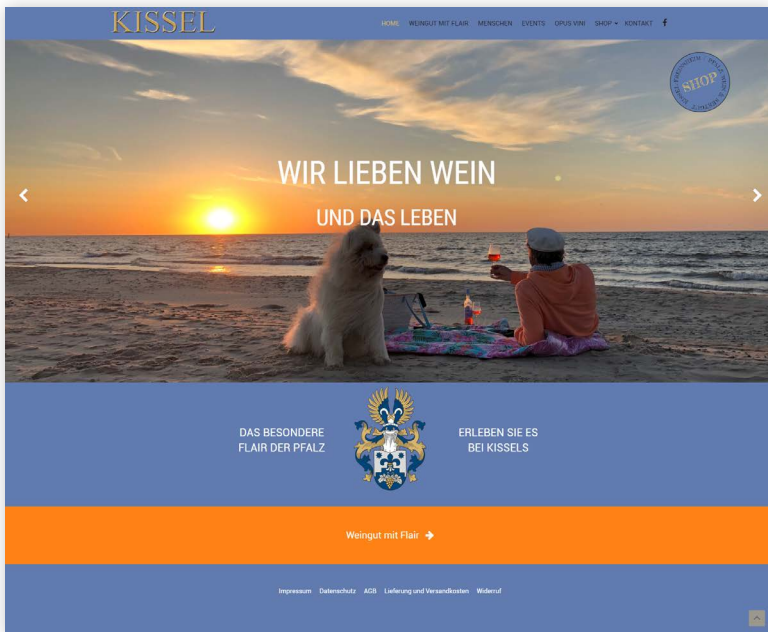 KISSEL
HOME WEINGUT MIT FLAIR MENSCHEN EVENTS OPUS VINI SHOP KONTAKT
SHOP
WIR LIEBEN WEIN
UND DAS LEBEN
DAS BESONDERE
FLAIR DER PFALZ
ERLEBEN SIE ES
BEI KISSELS
Weingut mit Flair
Impressum Datenschutz AGB Lieferung und Versandkosten Widerruf